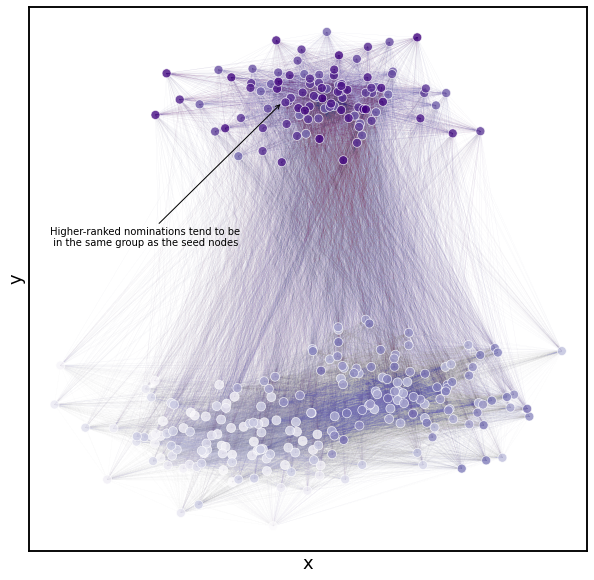 Higher-ranked nominations tend to be
in the same group as the seed nodes
y
x